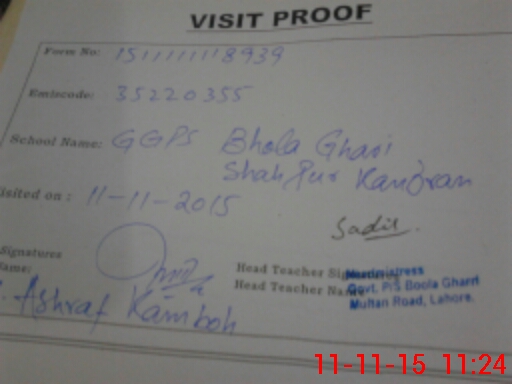 VISIT PROOF
Form No: 151111118939
Emiscode: 35220355
School Name: GGPS Bhola Ghari
Shah Pur Kanjran
isited on : 11-11-2015
Sadir
Signatures
Head Teacher
Name:
Head Teacher
Headmistress
Govt. P/S Boola Gharri
Multan Road, Lahore.
Ashraf Kamboh
11-11-15 11:24